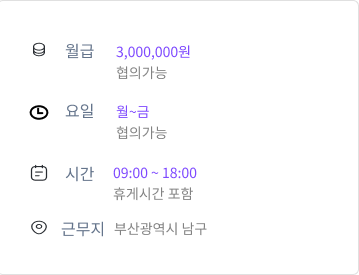 월급 3,000,000원
협의가능
요일 월~금
협의가능
시간 09:00 ~ 18:00
휴게시간 포함
근무지 부산광역시 남구